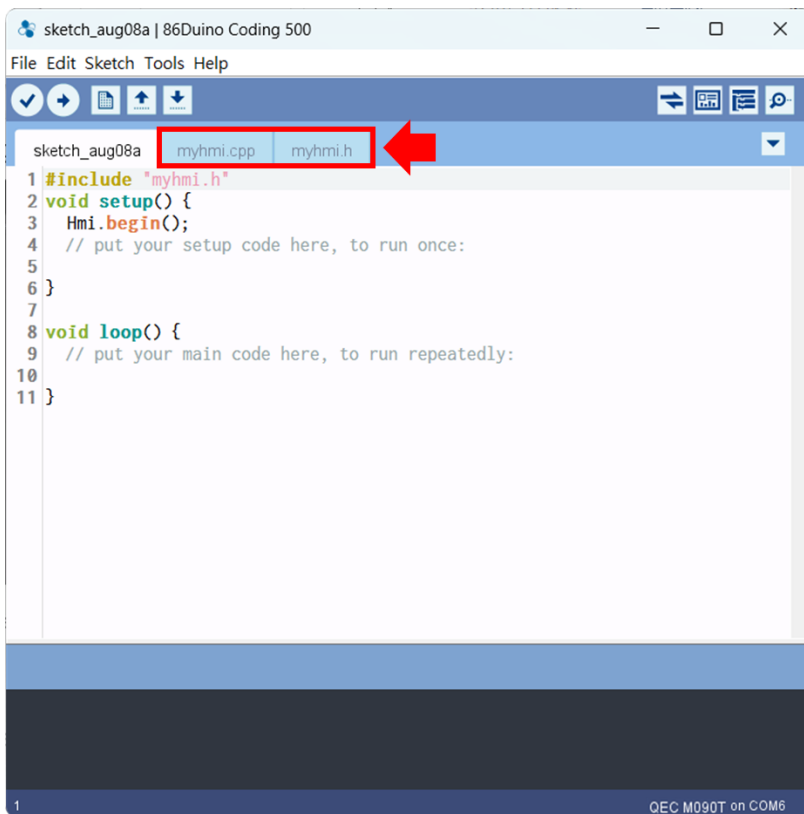 sketch_aug08a | 86Duino Coding 500
File Edit Sketch Tools Help
sketch_aug08a myhmi.cpp myhmi.h
1 #include "myhmi.h"
2 void setup() {
3   Hmi.begin();
4   // put your setup code here, to run once:
5
6 }
7
8 void loop() {
9   // put your main code here, to run repeatedly:
10
11 }
1 QEC M090T on COM6